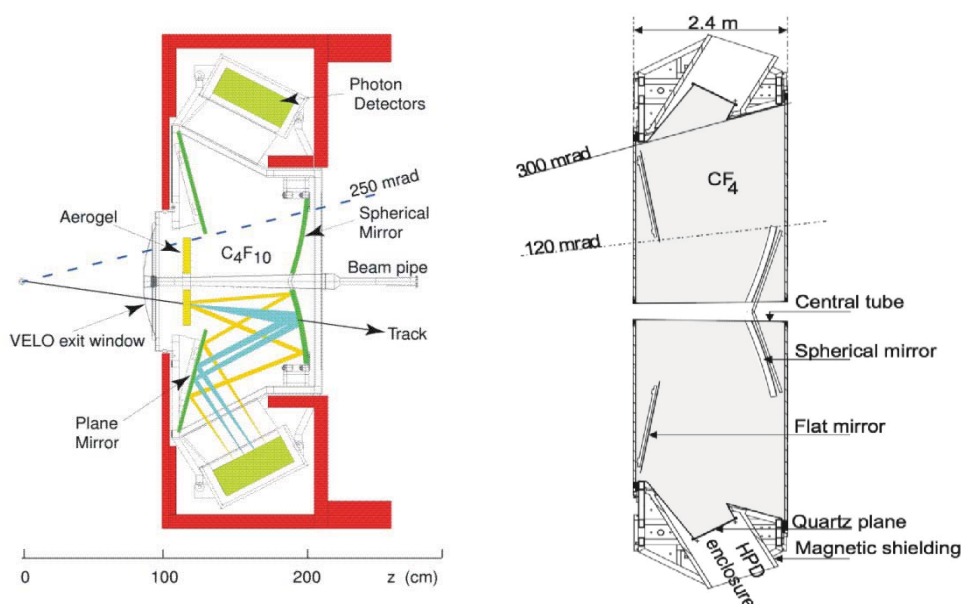 Photon
Detectors
250 mrad
Aerogel
Spherical
Mirror
C₄F₁₀
Beam pipe
VELO exit window
Track
Plane
Mirror
0 100 200 z (cm)
2.4 m
300 mrad
CF₄
120 mrad
Central tube
Spherical mirror
Flat mirror
Quartz plane
Magnetic shielding
HPD
enclosure